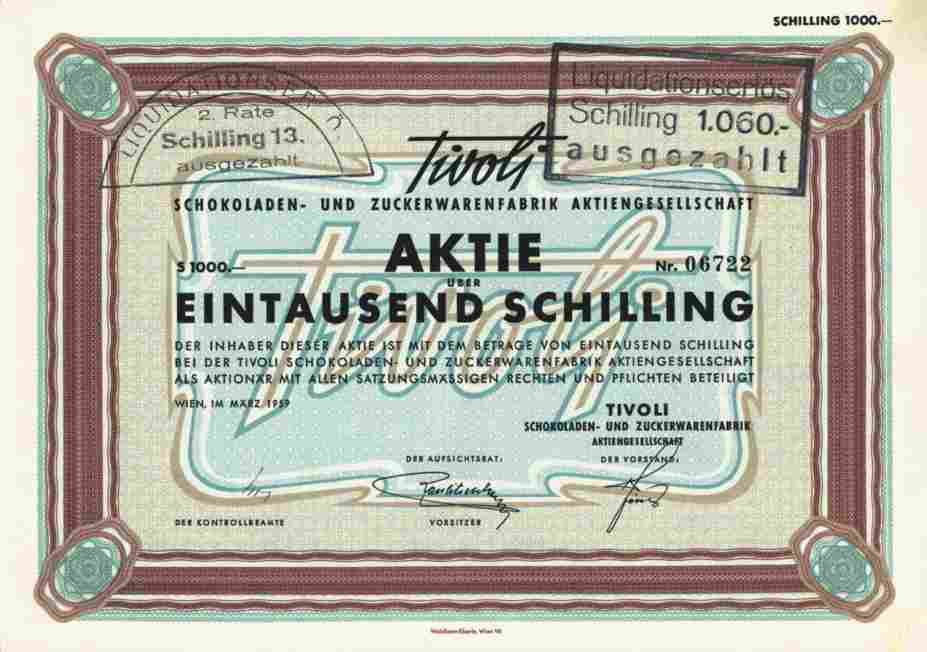 SCHILLING 1000.—
LIQUIDATIONSERLÖ.
2. Rate
Schilling 13.
ausgezahlt
Liquidationserlös
Schilling 1.060.-
ausgezahlt
Tivoli
SCHOKOLADEN- UND ZUCKERWARENFABRIK AKTIENGESELLSCHAFT
tivoli
AKTIE
S 1000.— ÜBER Nr. 06722
EINTAUSEND SCHILLING
DER INHABER DIESER AKTIE IST MIT DEM BETRAGE VON EINTAUSEND SCHILLING
BEI DER TIVOLI SCHOKOLADEN- UND ZUCKERWARENFABRIK AKTIENGESELLSCHAFT
ALS AKTIONÄR MIT ALLEN SATZUNGSMÄSSIGEN RECHTEN UND PFLICHTEN BETEILIGT
WIEN, IM MÄRZ 1959
TIVOLI
SCHOKOLADEN- UND ZUCKERWARENFABRIK
AKTIENGESELLSCHAFT
DER AUFSICHTSRAT: DER VORSTAND:
DER KONTROLLBEAMTE VORSITZER